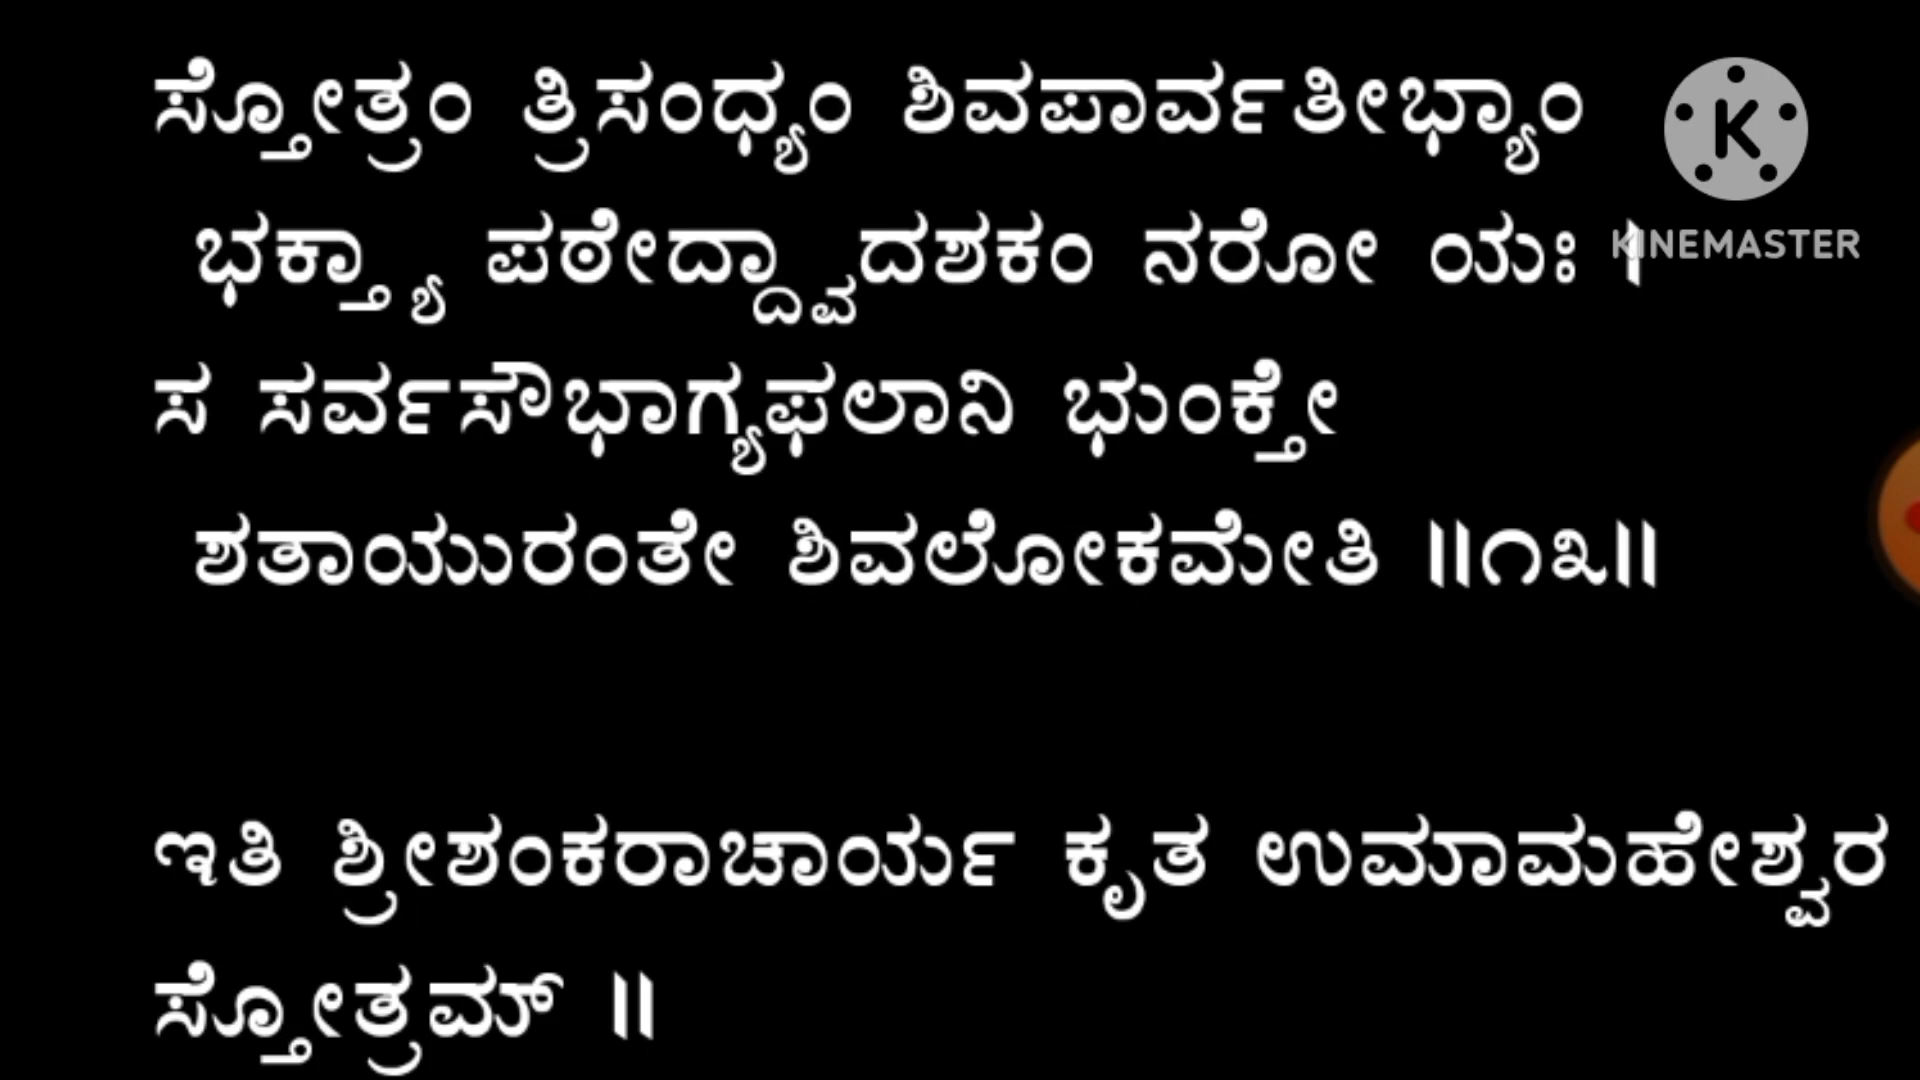 ಸ್ತೋತ್ರಂ ತ್ರಿಸಂಧ್ಯಂ ಶಿವಪಾರ್ವತೀಭ್ಯಾಂ
ಭಕ್ತ್ಯಾ ಪಠೇದ್ದ್ವಾದಶಕಂ ನರೋ ಯಃ ।
KINEMASTER
ಸ ಸರ್ವಸೌಭಾಗ್ಯಫಲಾನಿ ಭುಂಕ್ತೇ
ಶತಾಯುರಂತೇ ಶಿವಲೋಕಮೇತಿ ॥೧೩॥
ಇತಿ ಶ್ರೀಶಂಕರಾಚಾರ್ಯ ಕೃತ ಉಮಾಮಹೇಶ್ವರ
ಸ್ತೋತ್ರಮ್ ॥